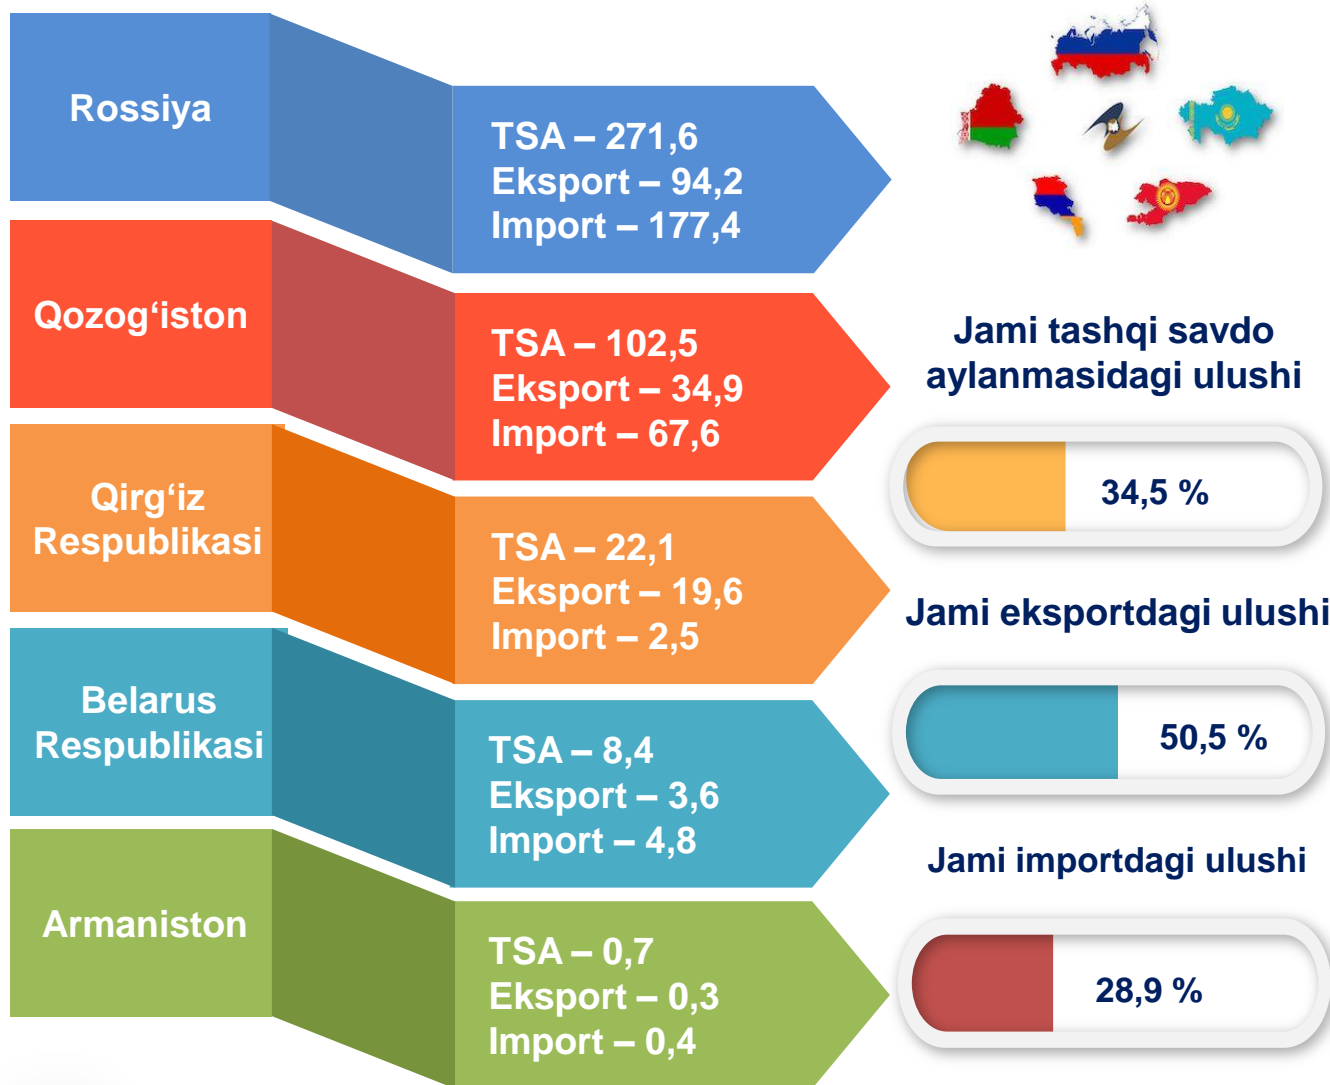 Rossiya
TSA – 271,6
Eksport – 94,2
Import – 177,4
Qozog‘iston
TSA – 102,5
Eksport – 34,9
Import – 67,6
Qirg‘iz
Respublikasi
TSA – 22,1
Eksport – 19,6
Import – 2,5
Belarus
Respublikasi
TSA – 8,4
Eksport – 3,6
Import – 4,8
Armaniston
TSA – 0,7
Eksport – 0,3
Import – 0,4
Jami tashqi savdo
aylanmasidagi ulushi
34,5 %
Jami eksportdagi ulushi
50,5 %
Jami importdagi ulushi
28,9 %